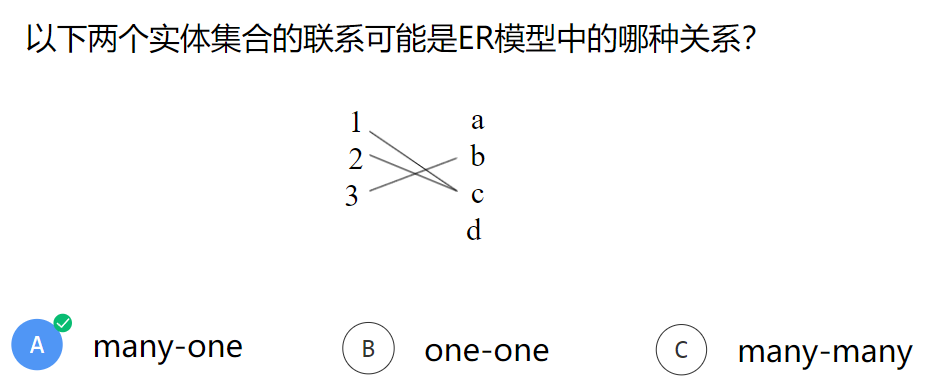 以下两个实体集合的联系可能是ER模型中的哪种关系?
1 a
2 b
3 c
d
A many-one B one-one C many-many